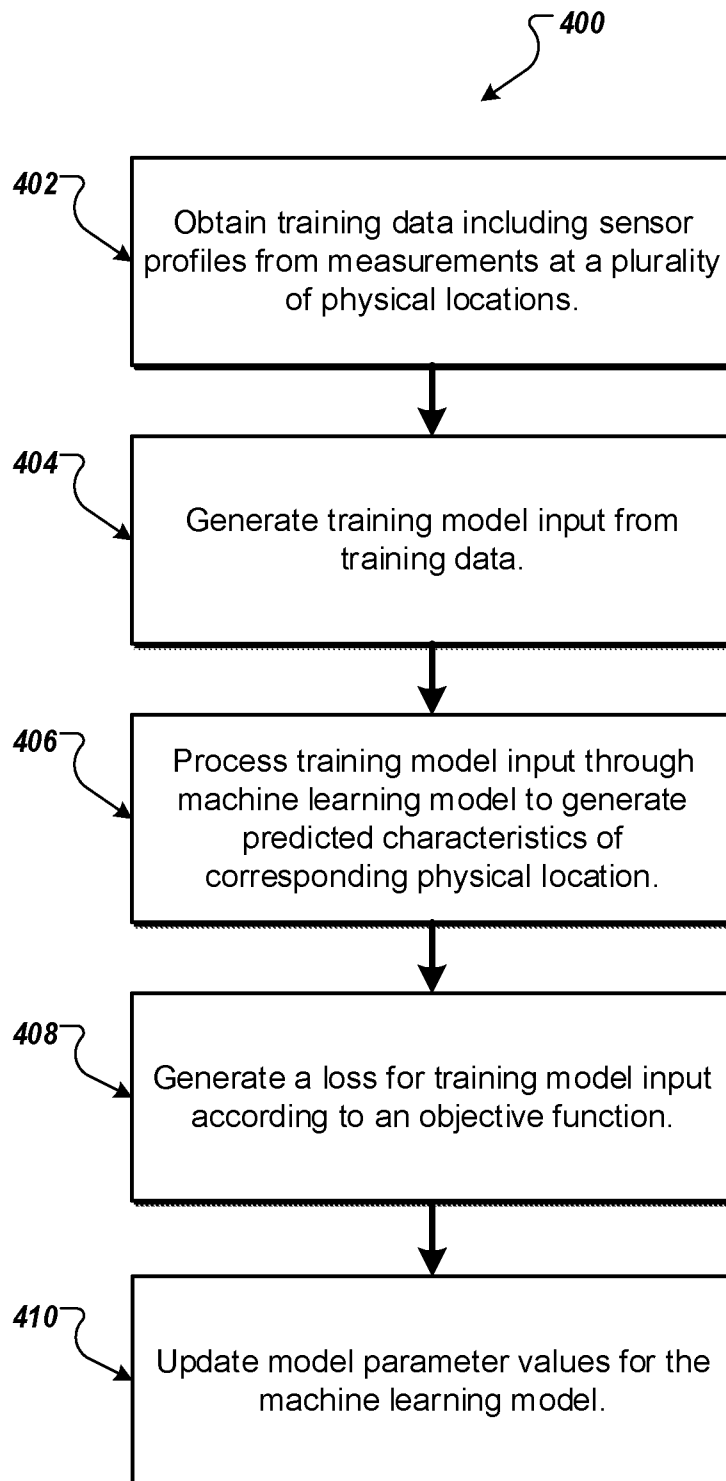 400
402
Obtain training data including sensor
profiles from measurements at a plurality
of physical locations.
404
Generate training model input from
training data.
406
Process training model input through
machine learning model to generate
predicted characteristics of
corresponding physical location.
408
Generate a loss for training model input
according to an objective function.
410
Update model parameter values for the
machine learning model.